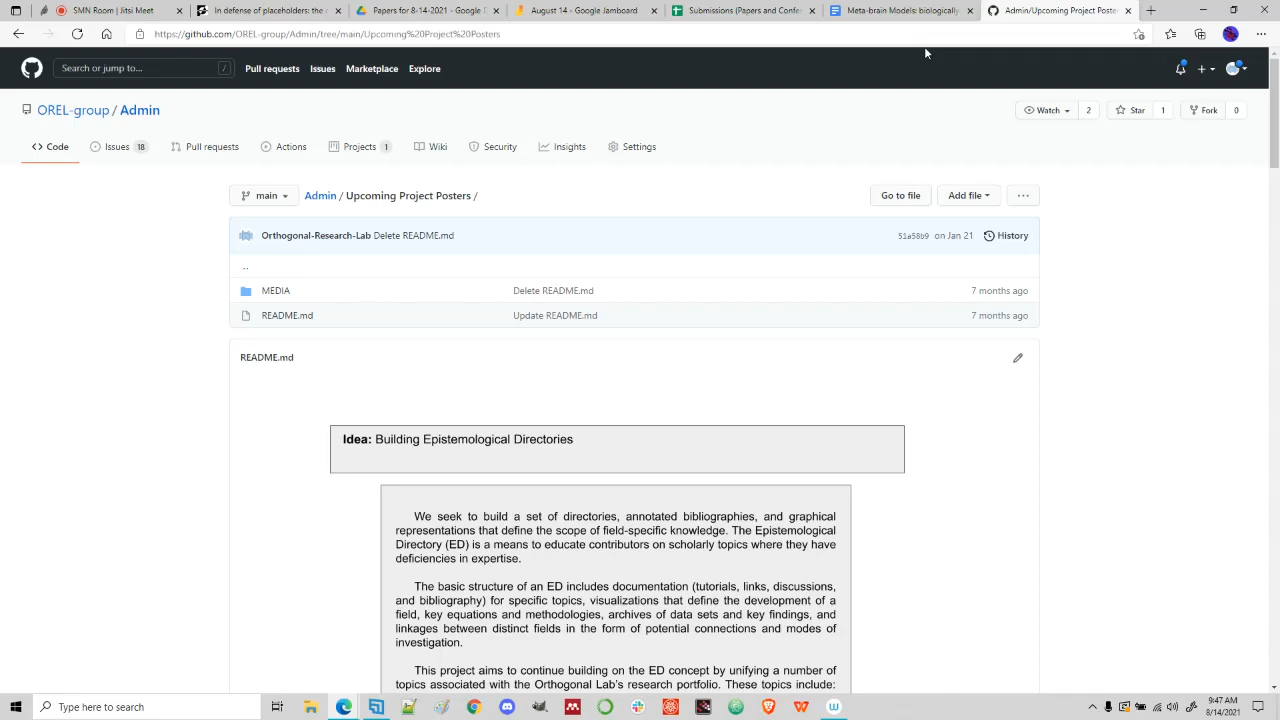 SMN Room | Jitsi Meet
In defense of placeholders: the c
Papers for 8-14-2021 - Google D
August 14 - Google Jamboard
Submissions (Papers and Confe
Meta-brain Models: biologically
Admin/Upcoming Project Poster
https://github.com/OREL-group/Admin/tree/main/Upcoming%20Project%20Posters
Search or jump to...
/
Pull requests
Issues
Marketplace
Explore
OREL-group / Admin
Watch
2
Star
1
Fork
0
Code
Issues 18
Pull requests
Actions
Projects 1
Wiki
Security
Insights
Settings
main
Admin / Upcoming Project Posters /
Go to file
Add file
...
Orthogonal-Research-Lab Delete README.md
51a58b9 on Jan 21
History
..
MEDIA
Delete README.md
7 months ago
README.md
Update README.md
7 months ago
README.md
Idea: Building Epistemological Directories
We seek to build a set of directories, annotated bibliographies, and graphical
representations that define the scope of field-specific knowledge. The Epistemological
Directory (ED) is a means to educate contributors on scholarly topics where they have
deficiencies in expertise.
The basic structure of an ED includes documentation (tutorials, links, discussions,
and bibliography) for specific topics, visualizations that define the development of a
field, key equations and methodologies, archives of data sets and key findings, and
linkages between distinct fields in the form of potential connections and modes of
investigation.
This project aims to continue building on the ED concept by unifying a number of
topics associated with the Orthogonal Lab's research portfolio. These topics include:
Type here to search
9:47 AM
8/14/2021